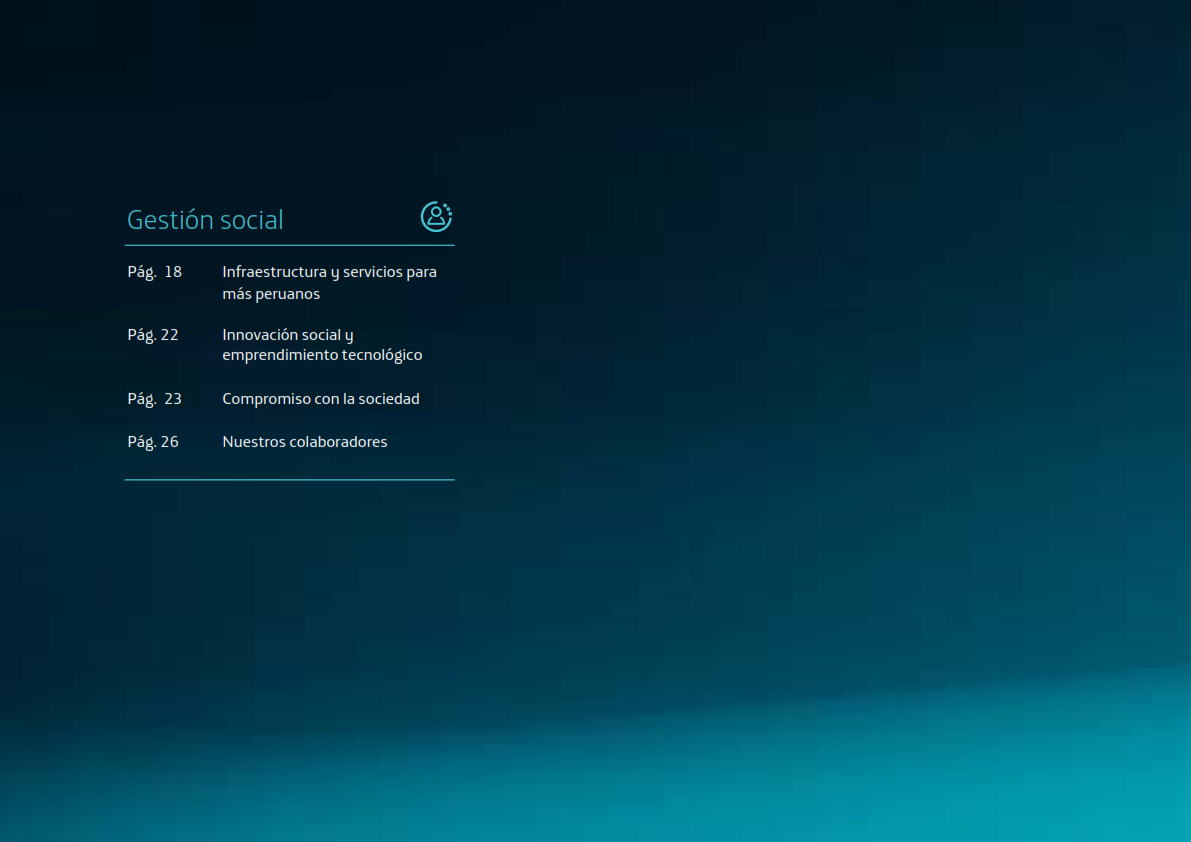 Gestión social
Pág. 18 Infraestructura y servicios para
más peruanos
Pág. 22 Innovación social y
emprendimiento tecnológico
Pág. 23 Compromiso con la sociedad
Pág. 26 Nuestros colaboradores